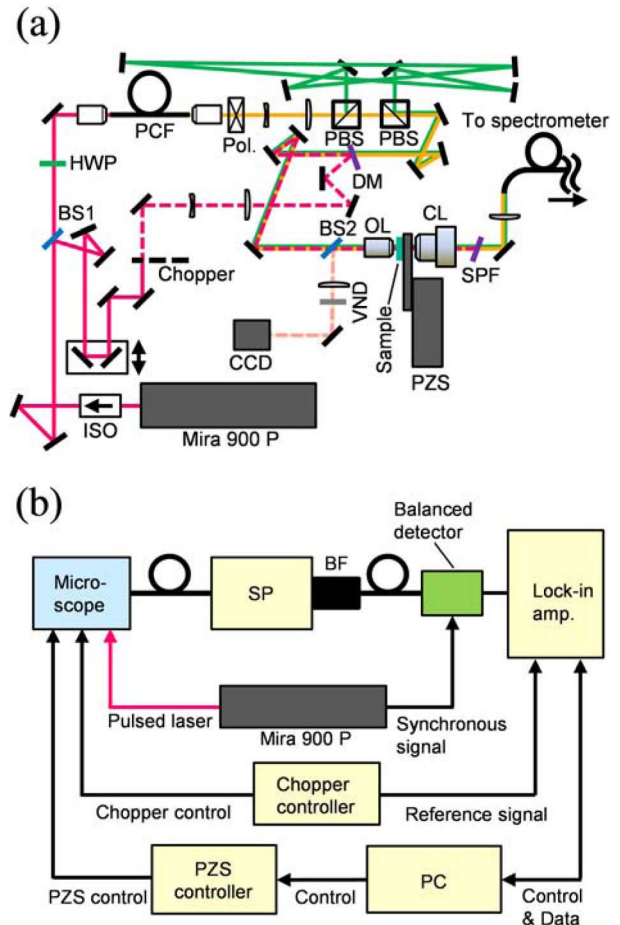 (a)
PCF
Pol.
PBS
PBS
To spectrometer
HWP
DM
BS1
BS2
OL
CL
Chopper
SPF
VND
Sample
CCD
PZS
ISO
Mira 900 P
(b)
Balanced
detector
Micro-
scope
SP
BF
Lock-in
amp.
Pulsed laser
Mira 900 P
Synchronous
signal
Chopper control
Chopper
controller
Reference signal
PZS control
PZS
controller
Control
PC
Control
& Data